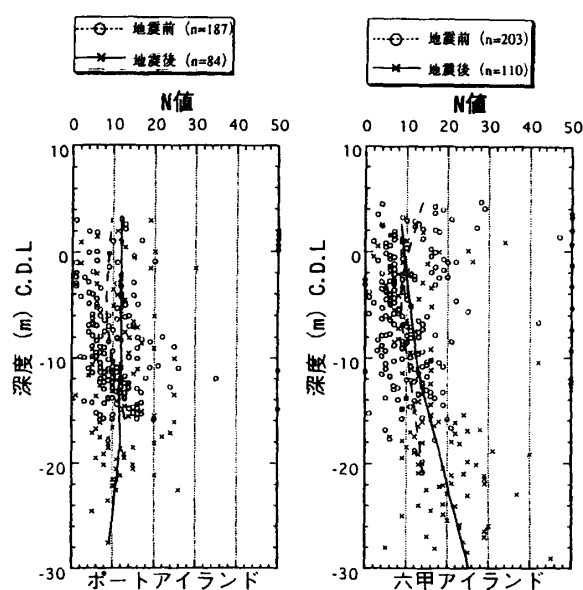 地震前 (n=187)
地震後 (n=84)
地震前 (n=203)
地震後 (n=110)
N値
0 10 20 30 40 50
N値
0 10 20 30 40 50
深度 (m) C.D.L
10
0
-10
-20
-30
深度 (m) C.D.L
10
0
-10
-20
-30
ポートアイランド
六甲アイランド